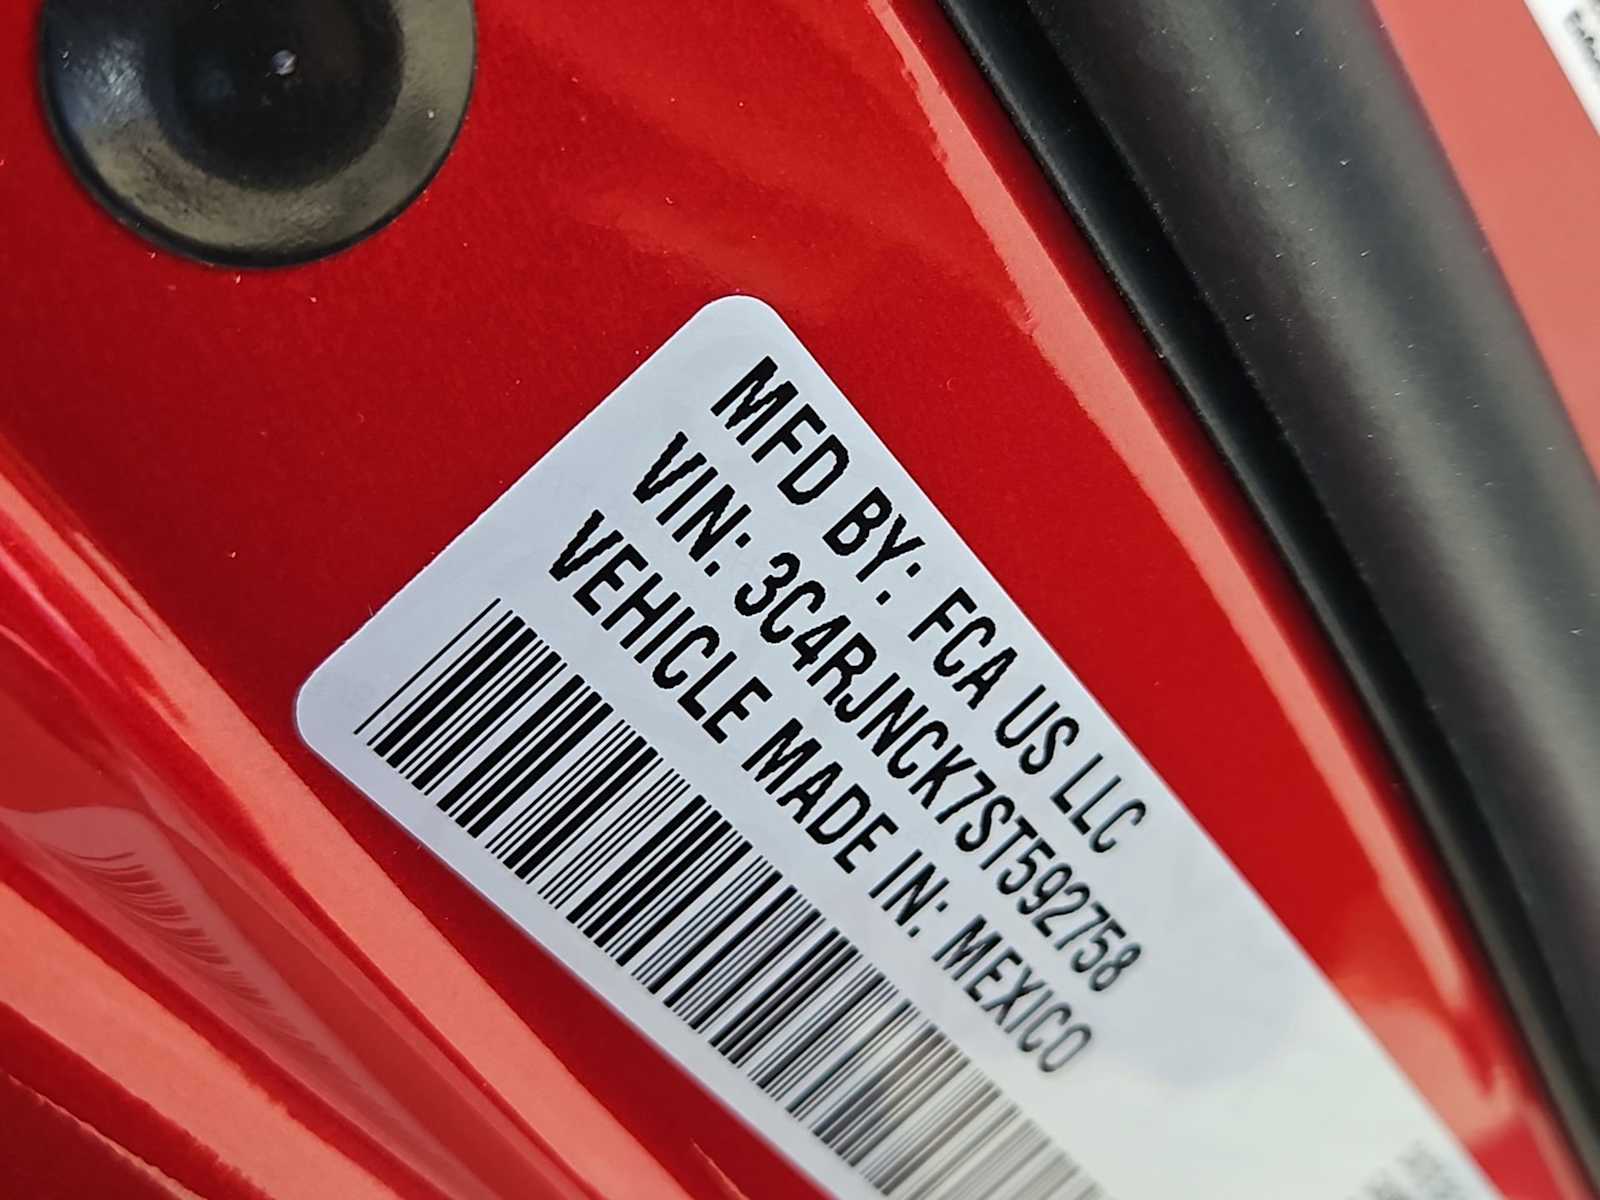 MFD BY: FCA US LLC
VIN: 3C4RJNCK7ST592758
VEHICLE MADE IN: MEXICO